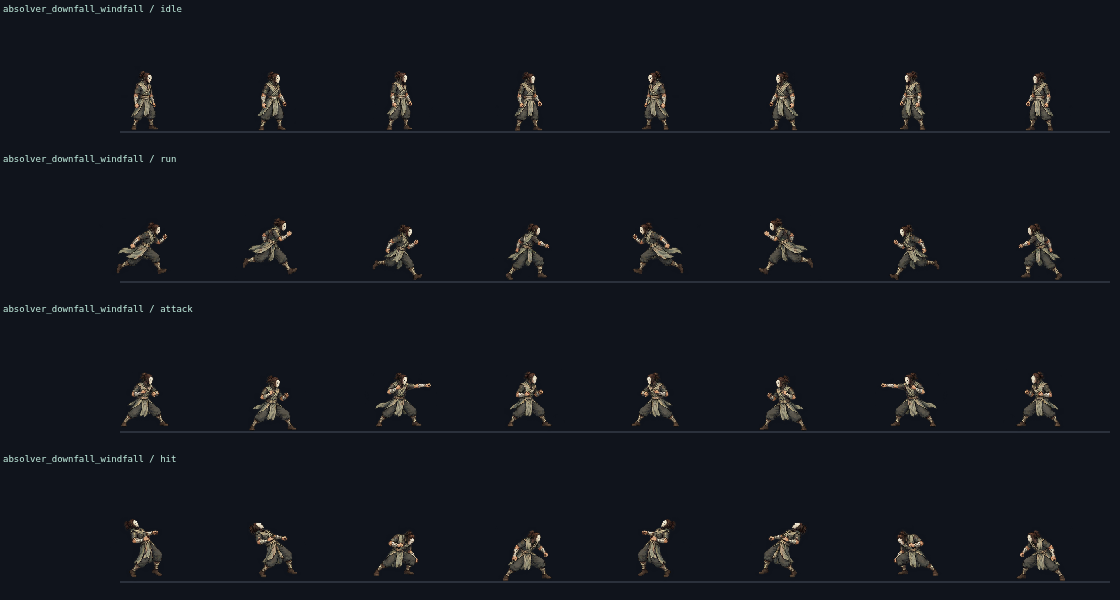 absolver_downfall_windfall / idle
absolver_downfall_windfall / run
absolver_downfall_windfall / attack
absolver_downfall_windfall / hit